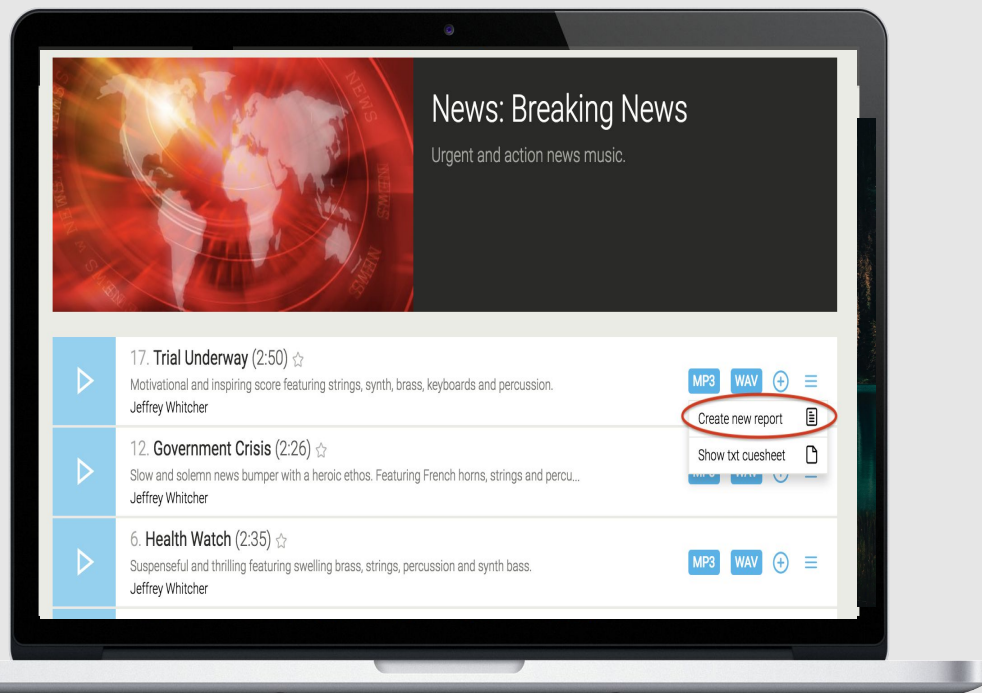 NEWS
NEWS
NEWS
News: Breaking News
Urgent and action news music.
17. Trial Underway (2:50)
Motivational and inspiring score featuring strings, synth, brass, keyboards and percussion.
Jeffrey Whitcher
MP3 WAV
Create new report
Show txt cuesheet
12. Government Crisis (2:26)
Slow and solemn news bumper with a heroic ethos. Featuring French horns, strings and percu...
Jeffrey Whitcher
6. Health Watch (2:35)
Suspenseful and thrilling featuring swelling brass, strings, percussion and synth bass.
Jeffrey Whitcher
MP3 WAV